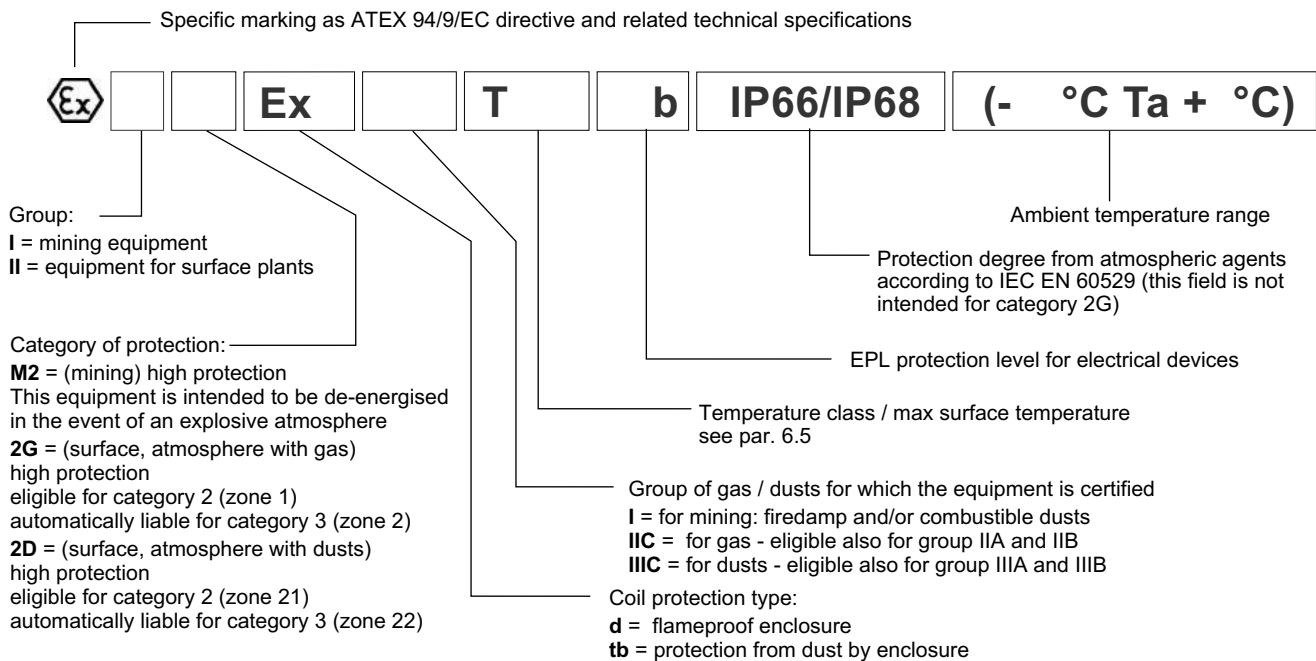 Specific marking as ATEX 94/9/EC directive and related technical specifications
Ex Ex T b IP66/IP68 (- °C Ta + °C)
Group:
I = mining equipment
II = equipment for surface plants
Category of protection:
M2 = (mining) high protection
This equipment is intended to be de-energised
in the event of an explosive atmosphere
2G = (surface, atmosphere with gas)
high protection
eligible for category 2 (zone 1)
automatically liable for category 3 (zone 2)
2D = (surface, atmosphere with dusts)
high protection
eligible for category 2 (zone 21)
automatically liable for category 3 (zone 22)
Ambient temperature range
Protection degree from atmospheric agents
according to IEC EN 60529 (this field is not
intended for category 2G)
EPL protection level for electrical devices
Temperature class / max surface temperature
see par. 6.5
Group of gas / dusts for which the equipment is certified
I = for mining: firedamp and/or combustible dusts
IIC = for gas - eligible also for group IIA and IIB
IIIC = for dusts - eligible also for group IIIA and IIIB
Coil protection type:
d = flameproof enclosure
tb = protection from dust by enclosure